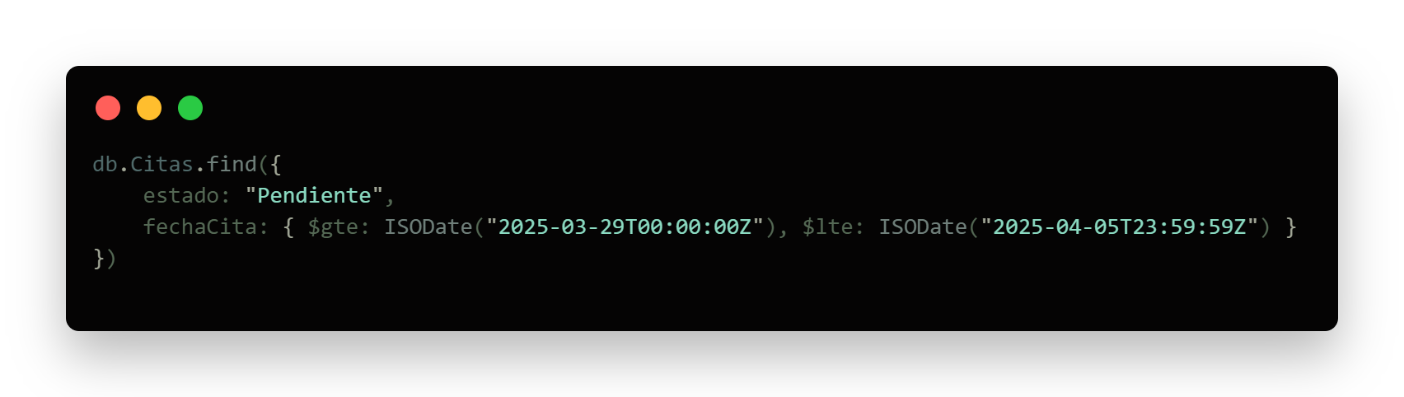 db.Citas.find({
    estado: "Pendiente",
    fechaCita: { $gte: ISODate("2025-03-29T00:00:00Z"), $lte: ISODate("2025-04-05T23:59:59Z") }
})